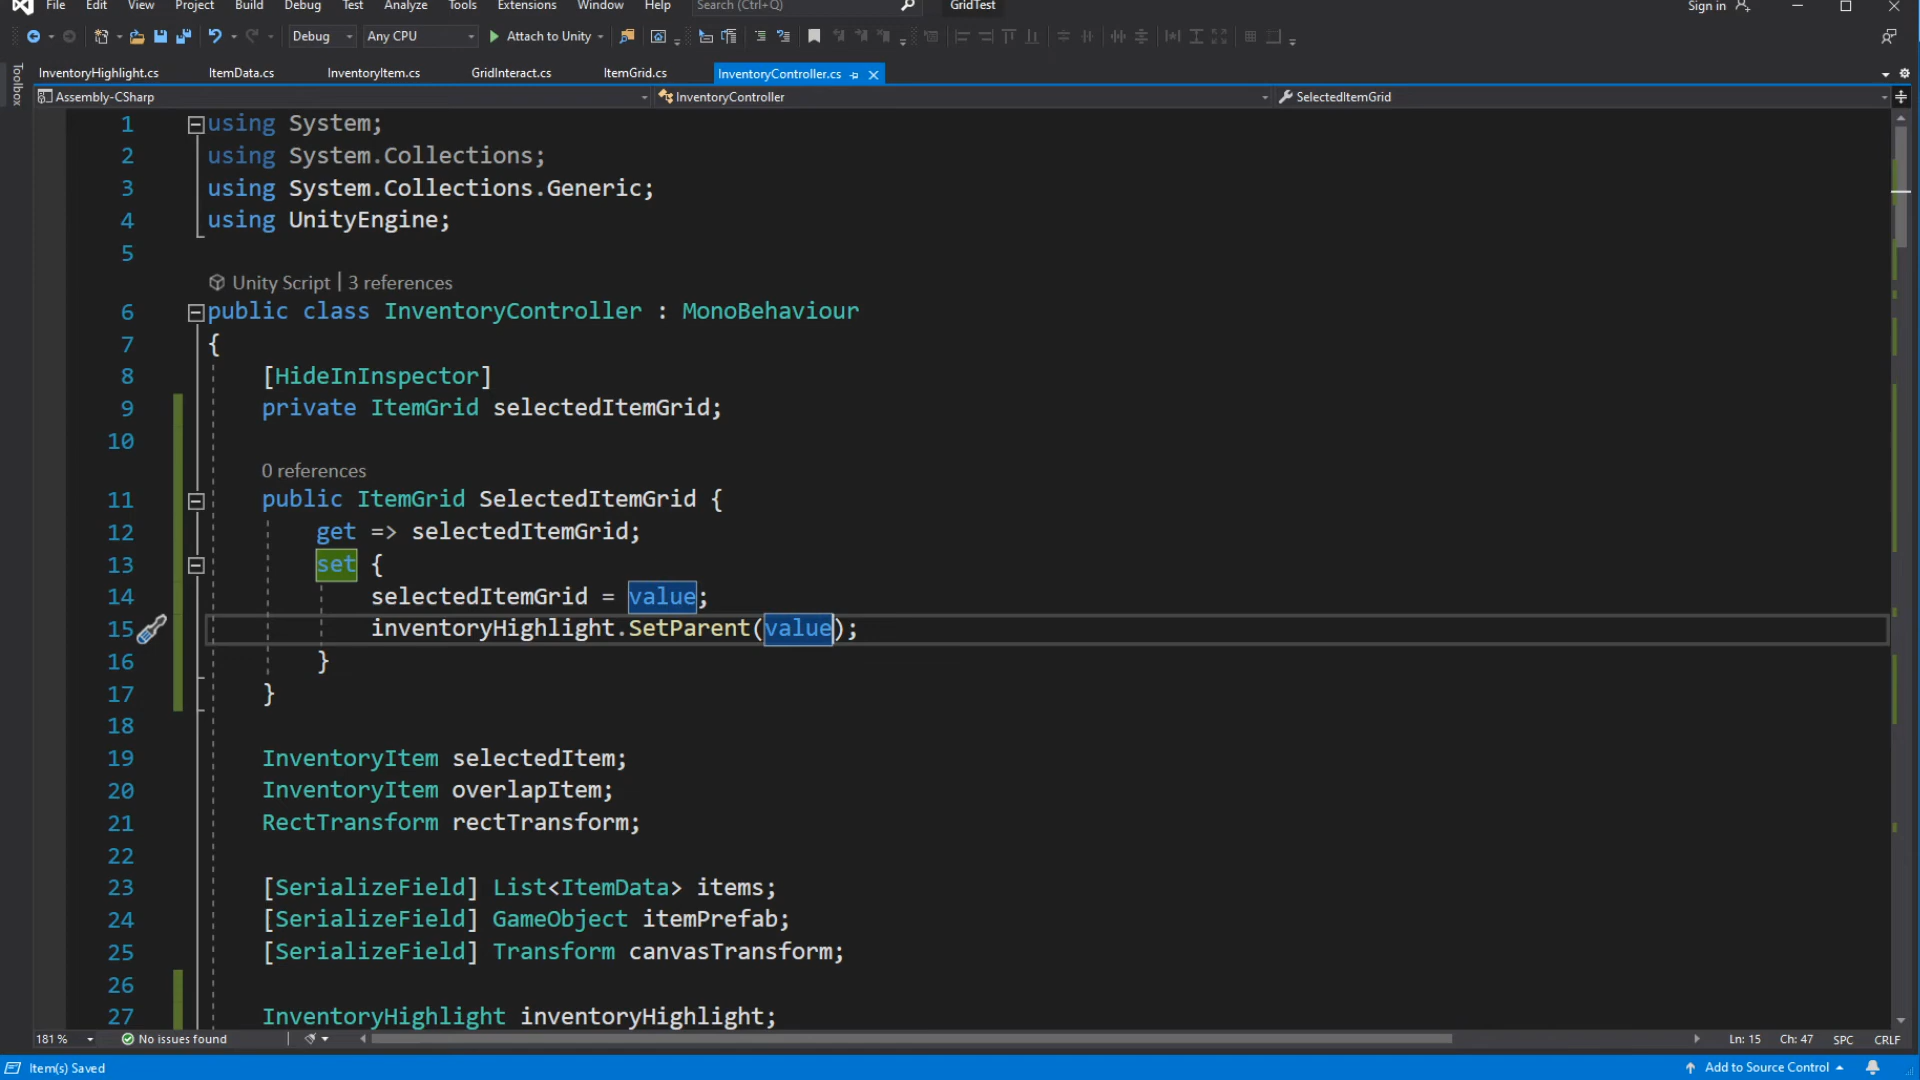 File Edit View Project Build Debug Test Analyze Tools Extensions Window Help Search (Ctrl+Q) GridTest Sign in
Debug Any CPU Attach to Unity
Toolbox
InventoryHighlight.cs ItemData.cs InventoryItem.cs GridInteract.cs ItemGrid.cs InventoryController.cs
Assembly-CSharp InventoryController SelectedItemGrid
1 using System;
2 using System.Collections;
3 using System.Collections.Generic;
4 using UnityEngine;
5
Unity Script | 3 references
6 public class InventoryController : MonoBehaviour
7 {
8 [HideInInspector]
9 private ItemGrid selectedItemGrid;
10
0 references
11 public ItemGrid SelectedItemGrid {
12 get => selectedItemGrid;
13 set {
14 selectedItemGrid = value;
15 inventoryHighlight.SetParent(value);
16 }
17 }
18
19 InventoryItem selectedItem;
20 InventoryItem overlapItem;
21 RectTransform rectTransform;
22
23 [SerializeField] List<ItemData> items;
24 [SerializeField] GameObject itemPrefab;
25 [SerializeField] Transform canvasTransform;
26
27 InventoryHighlight inventoryHighlight;
181 % No issues found Ln: 15 Ch: 47 SPC CRLF
Item(s) Saved Add to Source Control